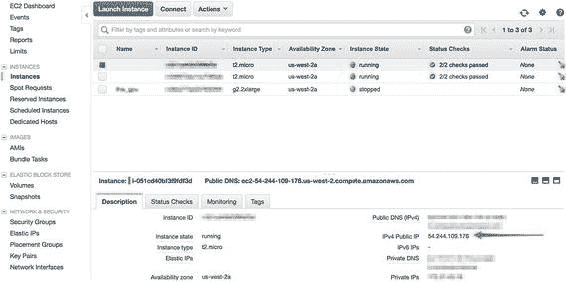 EC2 Dashboard
Events
Tags
Reports
Limits
INSTANCES
Instances
Spot Requests
Reserved Instances
Scheduled Instances
Dedicated Hosts
IMAGES
AMIs
Bundle Tasks
ELASTIC BLOCK STORE
Volumes
Snapshots
NETWORK & SECURITY
Security Groups
Elastic IPs
Placement Groups
Key Pairs
Network Interfaces
Launch Instance Connect Actions
Filter by tags and attributes or search by keyword 1 to 3 of 3
Name Instance ID Instance Type Availability Zone Instance State Status Checks Alarm Status
t2.micro us-west-2a running 2/2 checks passed None
t2.micro us-west-2a running 2/2 checks passed None
g2.2xlarge us-west-2a stopped None
Instance: i-051cd40b13f9fdf3d Public DNS: ec2-54-244-109-176.us-west-2.compute.amazonaws.com
Description Status Checks Monitoring Tags
Instance ID Public DNS (IPv4)
Instance state running IPv4 Public IP 54.244.109.176
Instance type t2.micro IPv6 IPs -
Elastic IPs Private DNS
Availability zone us-west-2a Private IPs